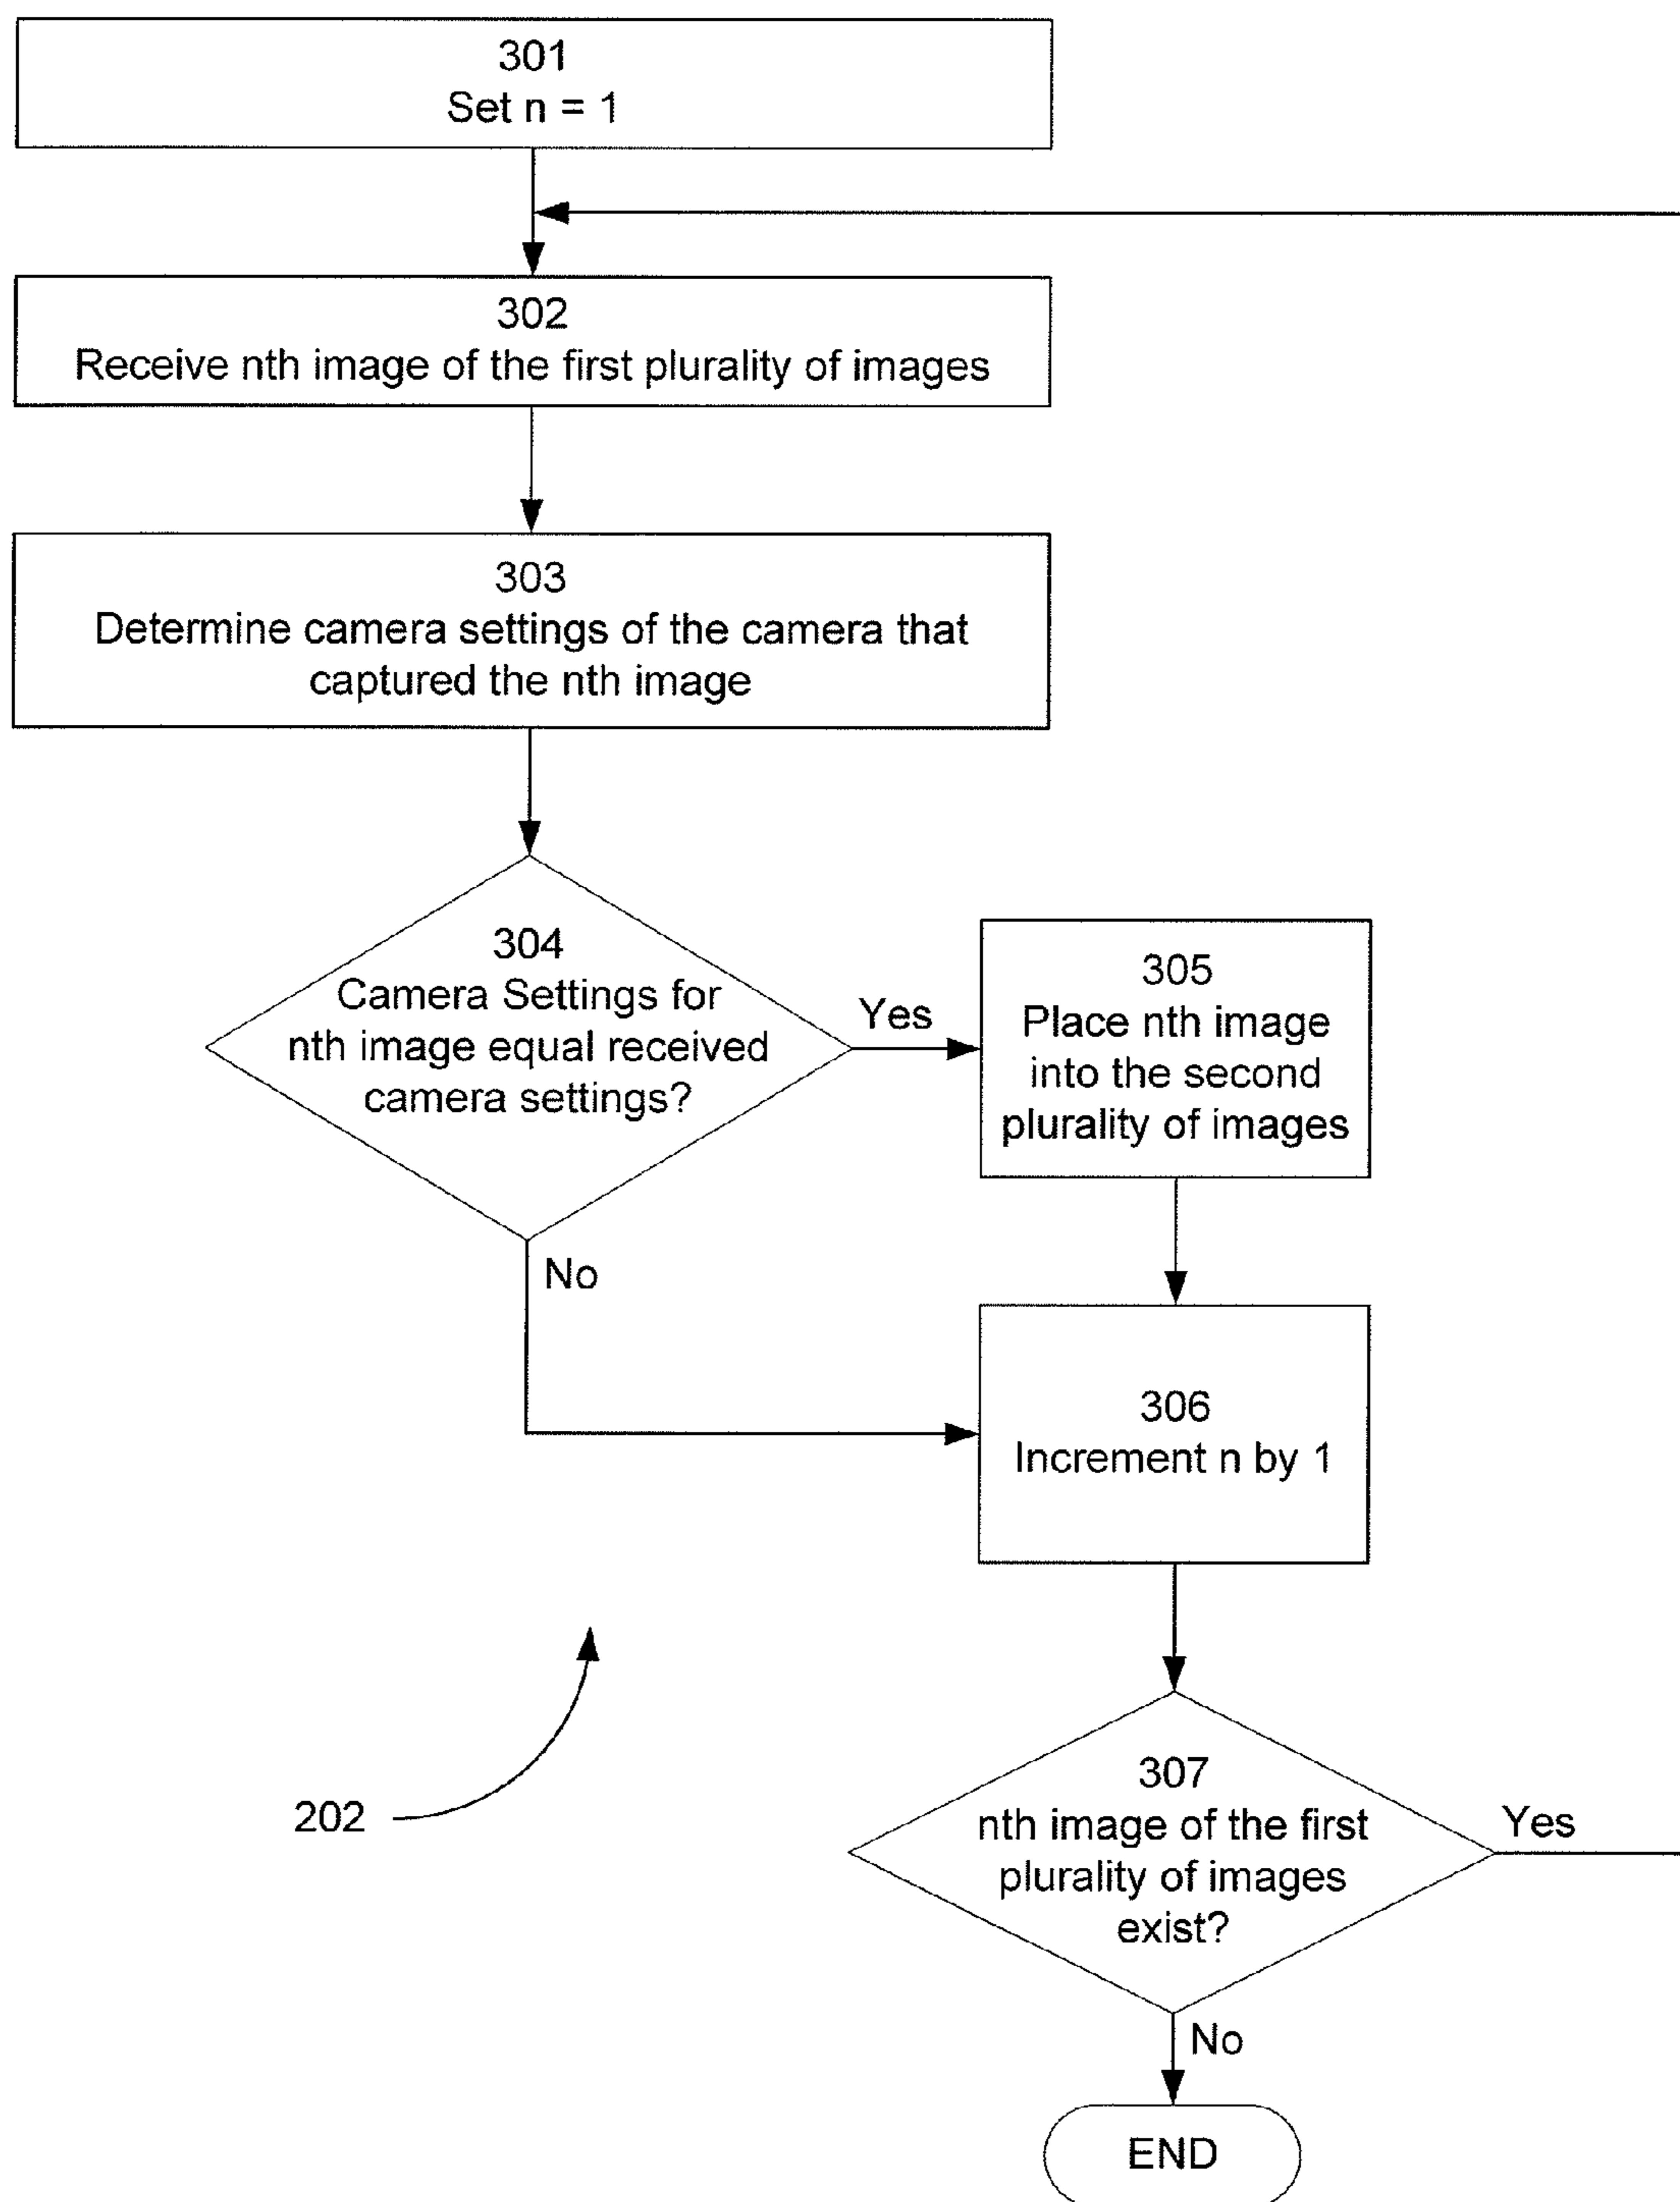 301
Set n = 1
302
Receive nth image of the first plurality of images
303
Determine camera settings of the camera that
captured the nth image
304
Camera Settings for
nth image equal received
camera settings?
Yes
305
Place nth image
into the second
plurality of images
No
306
Increment n by 1
202
307
nth image of the first
plurality of images
exist?
Yes
No
END